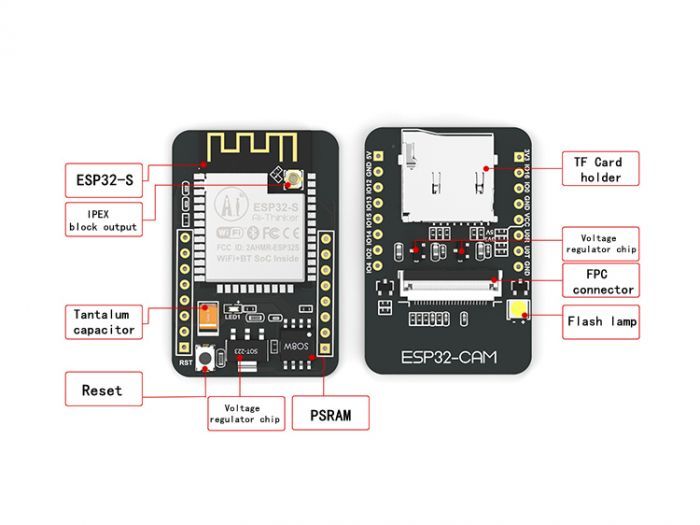 ESP32-S
IPEX
block output
Tantalum
capacitor
Reset
Voltage
regulator chip
PSRAM
Ai
ESP32-S
Ai-Thinker
WiFi
FCC ID: 2AHMR-ESP32S
WiFi+BT SoC Inside
LED1
RST
SOT-223
SO8W
5V
GND
IO12
IO13
IO15
IO14
IO2
IO4
3V3
IO16
IO0
GND
VCC
U0R
U0T
GND
ESP32-CAM
TF Card
holder
Voltage
regulator chip
FPC
connector
Flash lamp